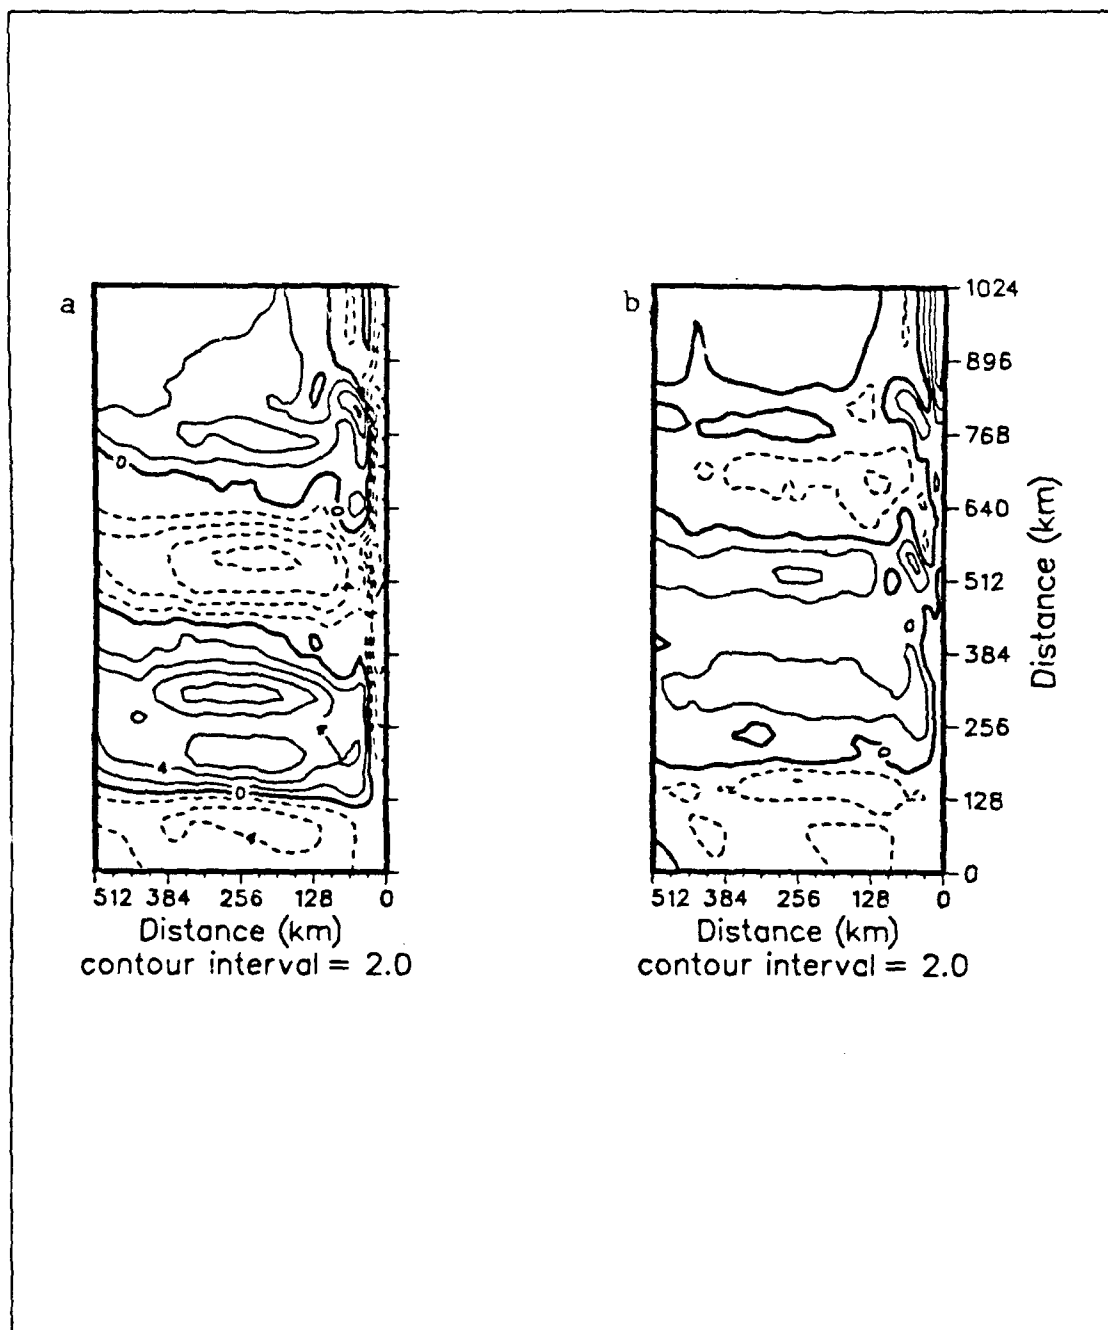 a
b
0
0
4
0
4
1024
896
768
640
512
384
256
128
0
Distance (km)
512 384 256 128 0
Distance (km)
contour interval = 2.0
512 384 256 128 0
Distance (km)
contour interval = 2.0